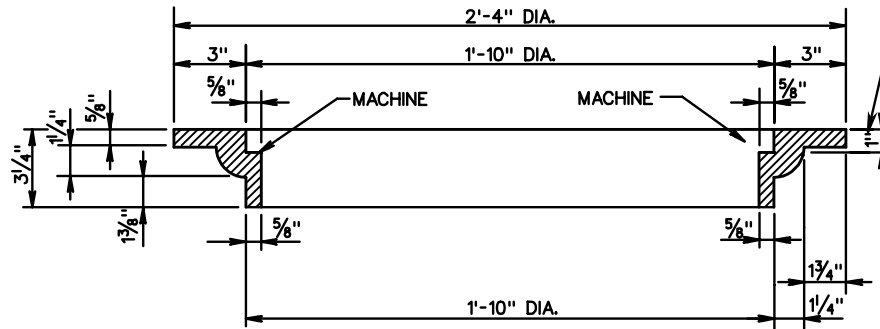 2'-4" DIA.
3" 1'-10" DIA. 3"
5/8" 5/8"
MACHINE MACHINE
5/8"
1 1/4"
3 1/4"
1"
1 3/8"
5/8" 5/8"
1 3/4"
1'-10" DIA. 1 1/4"